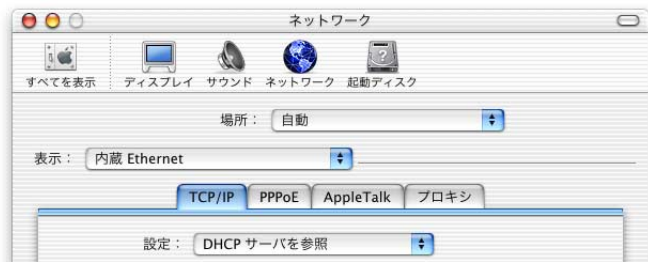 ネットワーク
すべてを表示 ディスプレイ サウンド ネットワーク 起動ディスク
場所： 自動
表示： 内蔵 Ethernet
TCP/IP PPPoE AppleTalk プロキシ
設定： DHCP サーバを参照